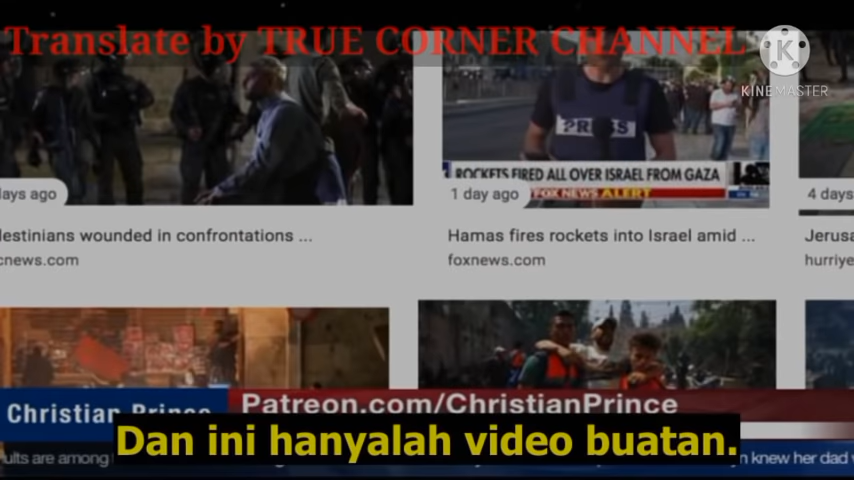 Translate by TRUE CORNER CHANNEL
KINEMASTER
PRESS
ROCKETS FIRED ALL OVER ISRAEL FROM GAZA
FOX NEWS ALERT
days ago
1 day ago
4 days
lestinians wounded in confrontations ...
Hamas fires rockets into Israel amid ...
Jerusa
cnews.com
foxnews.com
hurriye
Christian Prince
Patreon.com/ChristianPrince
Dan ini hanyalah video buatan.
ults are among
n knew her dad